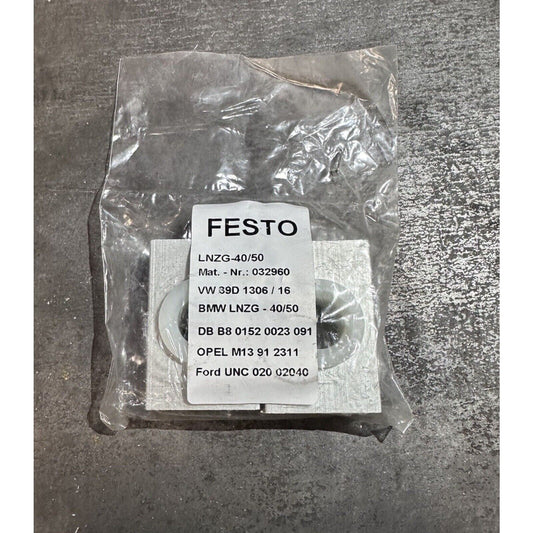 FESTO
LNZG-40/50
Mat. - Nr.: 032960
VW 39D 1306 / 16
BMW LNZG - 40/50
DB B8 0152 0023 091
OPEL M13 91 2311
Ford UNC 020 02040